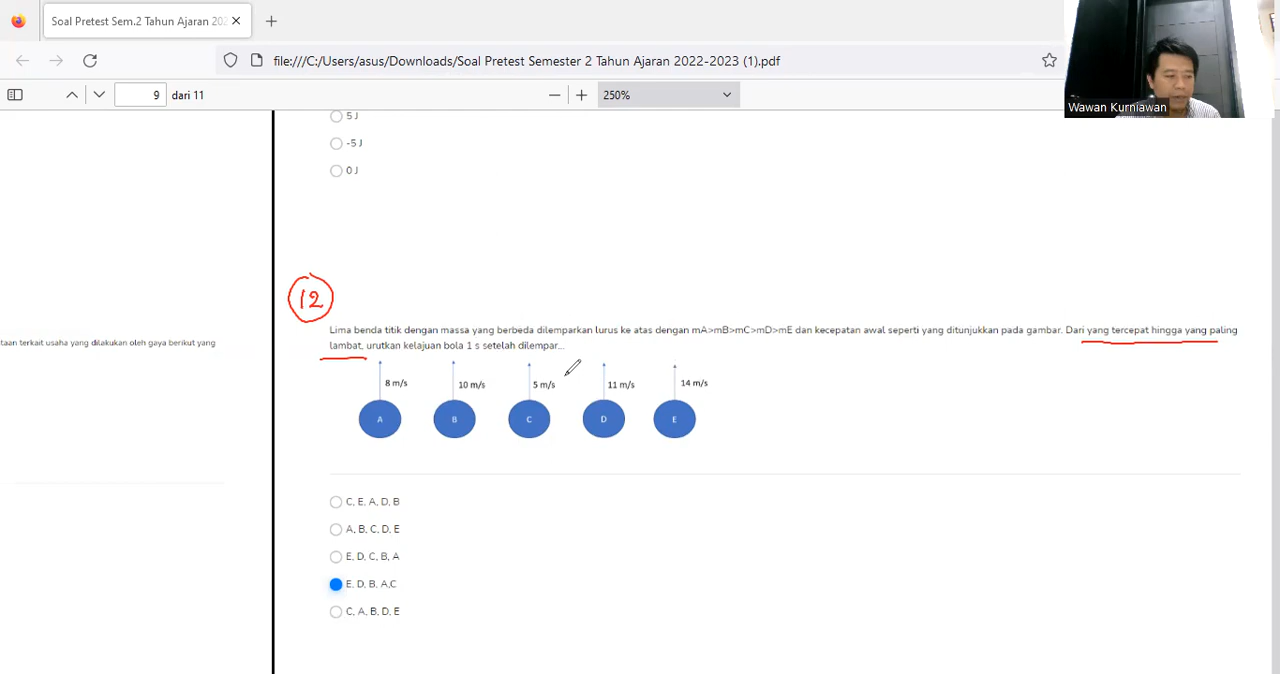 Soal Pretest Sem.2 Tahun Ajaran 202
file:///C:/Users/asus/Downloads/Soal Pretest Semester 2 Tahun Ajaran 2022-2023 (1).pdf
9 dari 11
250%
Wawan Kurniawan
5 J
-5 J
0 J
12
taan terkait usaha yang dilakukan oleh gaya berikut yang
Lima benda titik dengan massa yang berbeda dilemparkan lurus ke atas dengan mA>mB>mC>mD>mE dan kecepatan awal seperti yang ditunjukkan pada gambar. Dari yang tercepat hingga yang paling
lambat, urutkan kelajuan bola 1 s setelah dilempar...
8 m/s 10 m/s 5 m/s 11 m/s 14 m/s
A B C D E
C, E, A, D, B
A, B, C, D, E
E, D, C, B, A
E, D, B, A,C
C, A, B, D, E